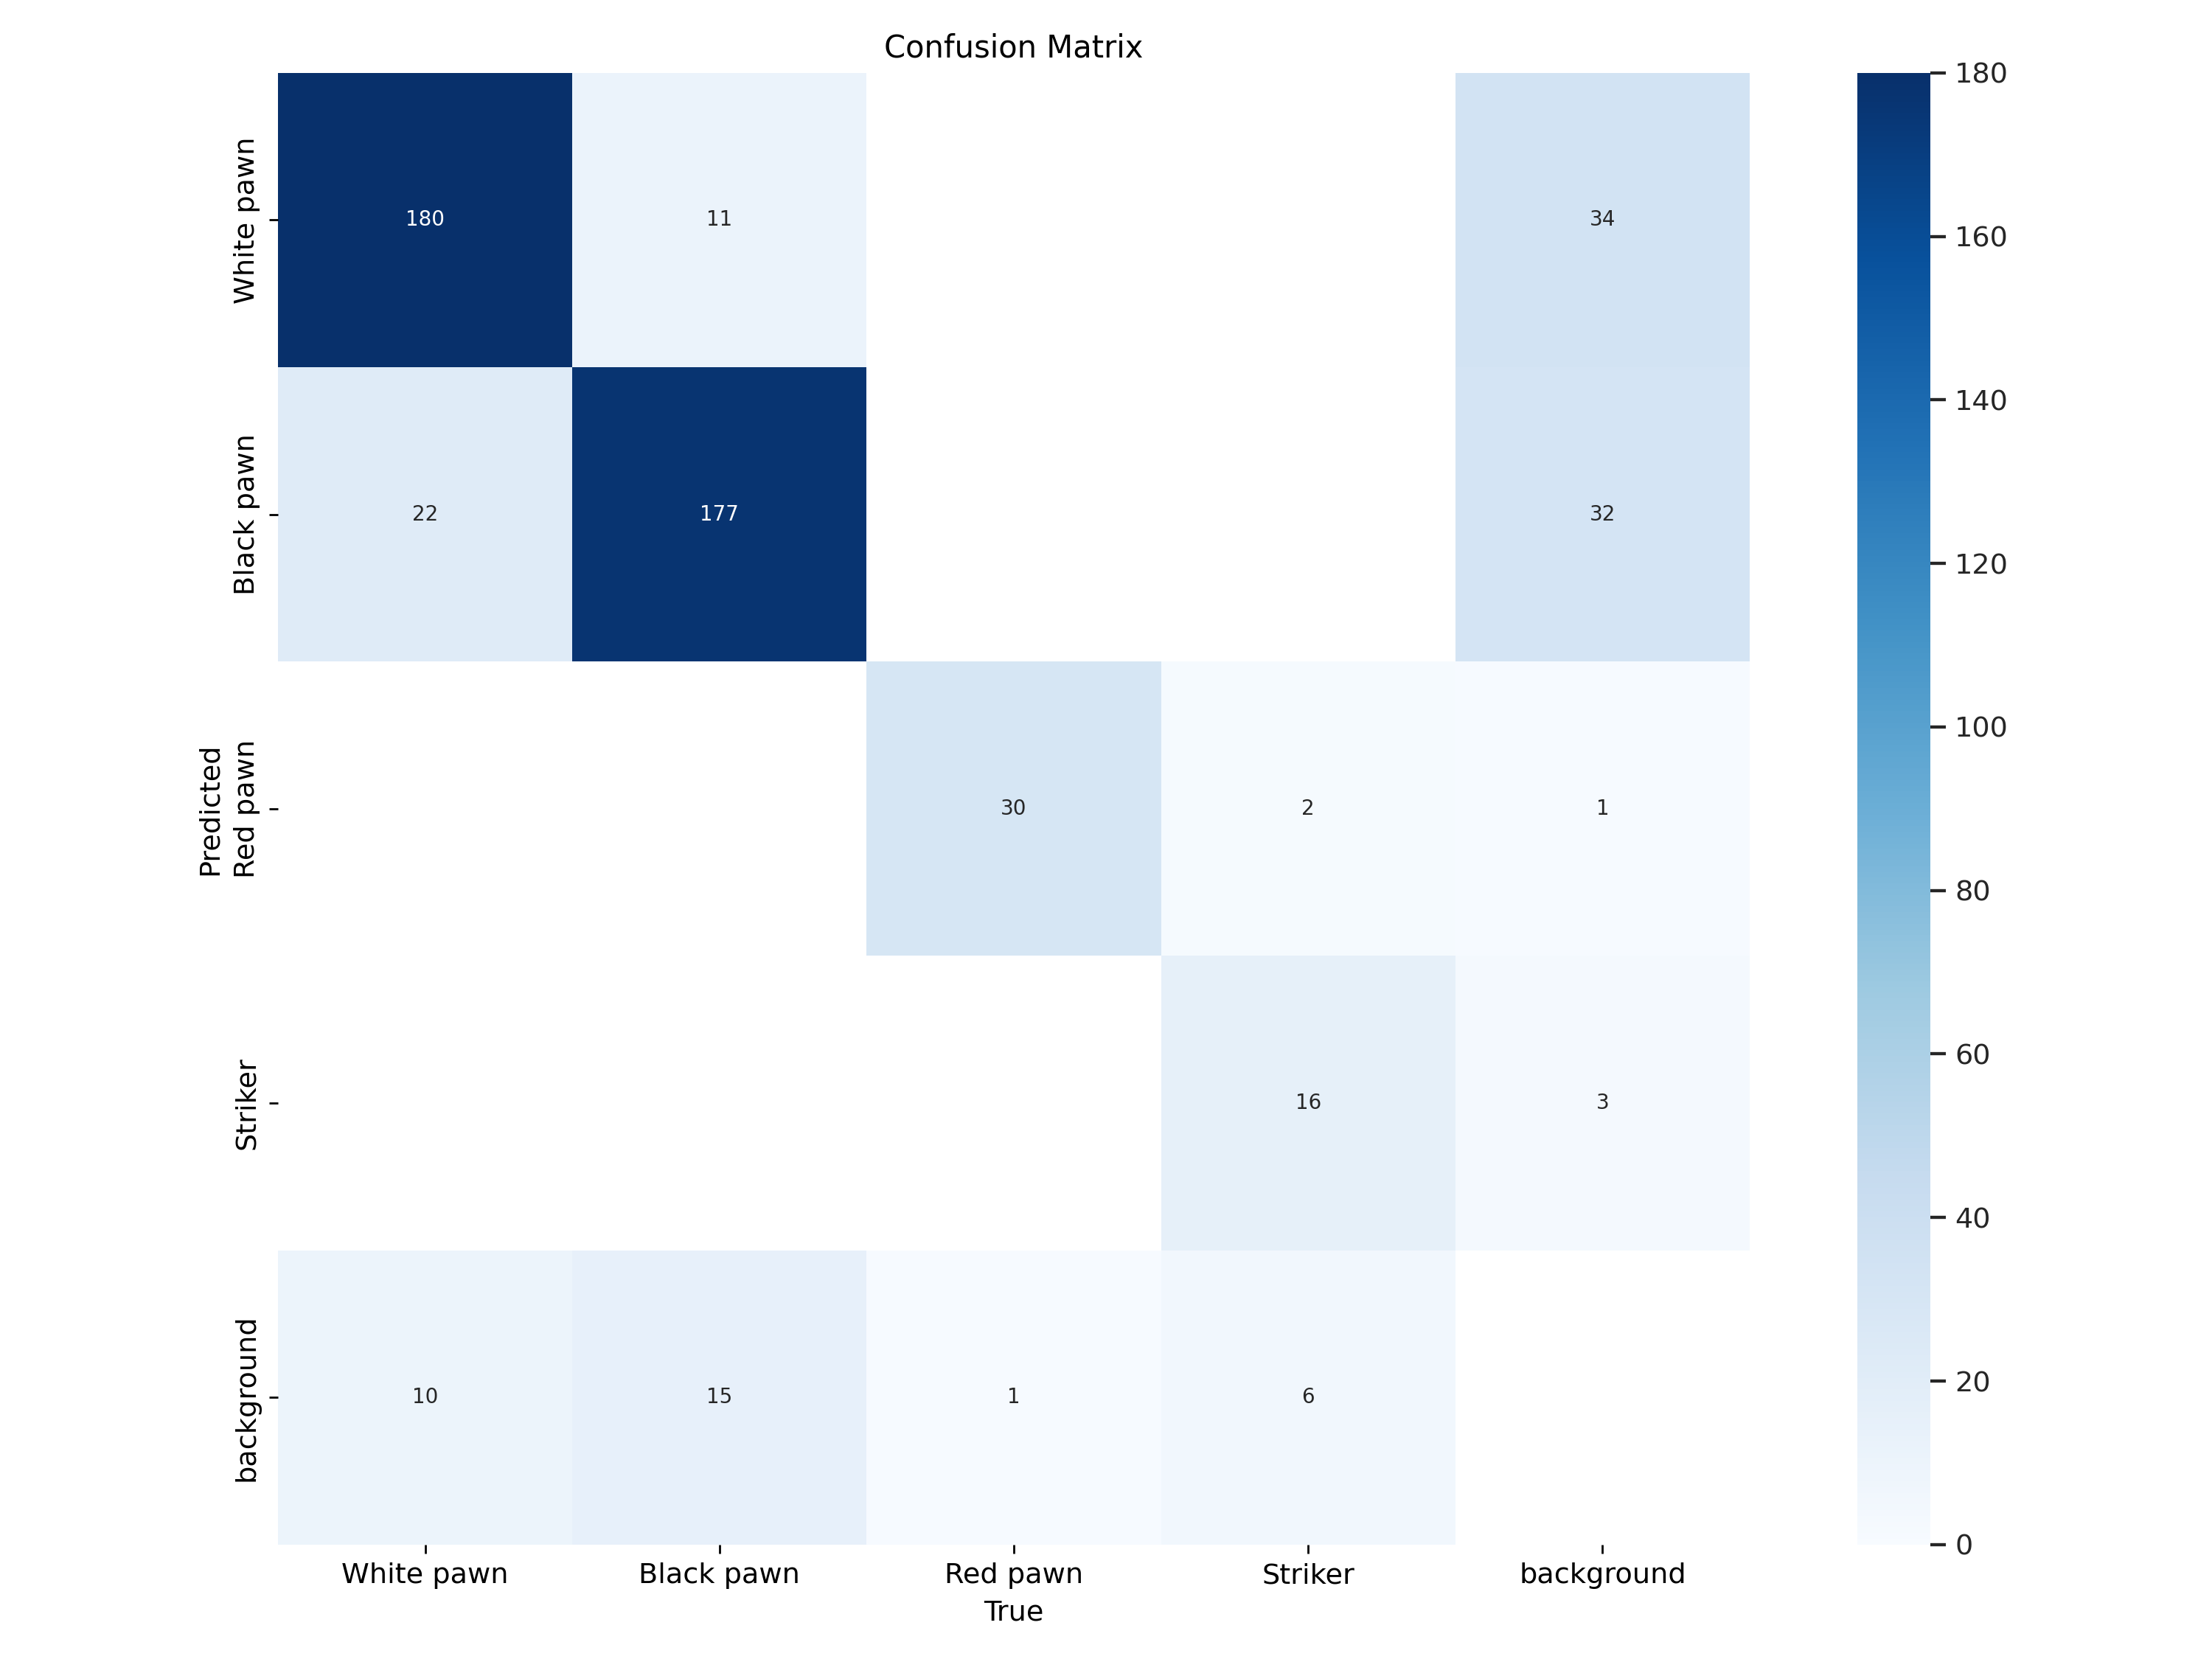 Confusion Matrix
White pawn
180
11
34
Black pawn
22
177
32
Predicted
Red pawn
30
2
1
Striker
16
3
background
10
15
1
6
White pawn
Black pawn
Red pawn
Striker
background
True
180
160
140
120
100
80
60
40
20
0